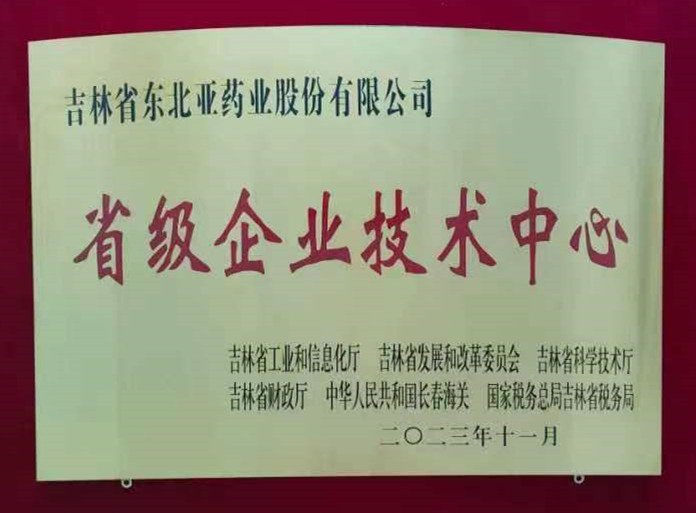 吉林省东北亚药业股份有限公司
省级企业技术中心
吉林省工业和信息化厅 吉林省发展和改革委员会 吉林省科学技术厅
吉林省财政厅 中华人民共和国长春海关 国家税务总局吉林省税务局
二〇二三年十一月